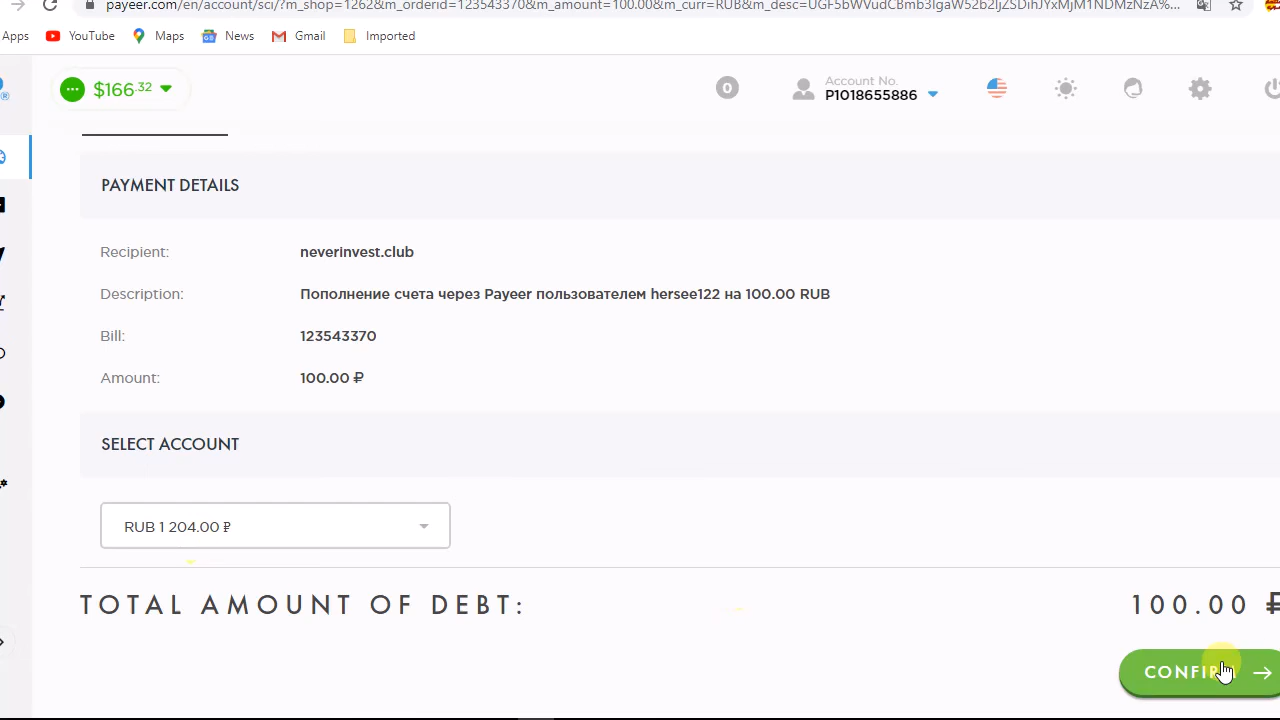 payeer.com/en/account/sci/?m_shop=1262&m_orderid=123543370&m_amount=100.00&m_curr=RUB&m_desc=
Apps YouTube Maps News Gmail Imported
$166.32
0
Account No.
P1018655886
PAYMENT DETAILS
Recipient: neverinvest.club
Description: Пополнение счета через Payeer пользователем hersee122 на 100.00 RUB
Bill: 123543370
Amount: 100.00 ₽
SELECT ACCOUNT
RUB 1 204.00 ₽
TOTAL AMOUNT OF DEBT: 100.00 ₽
CONFIRM